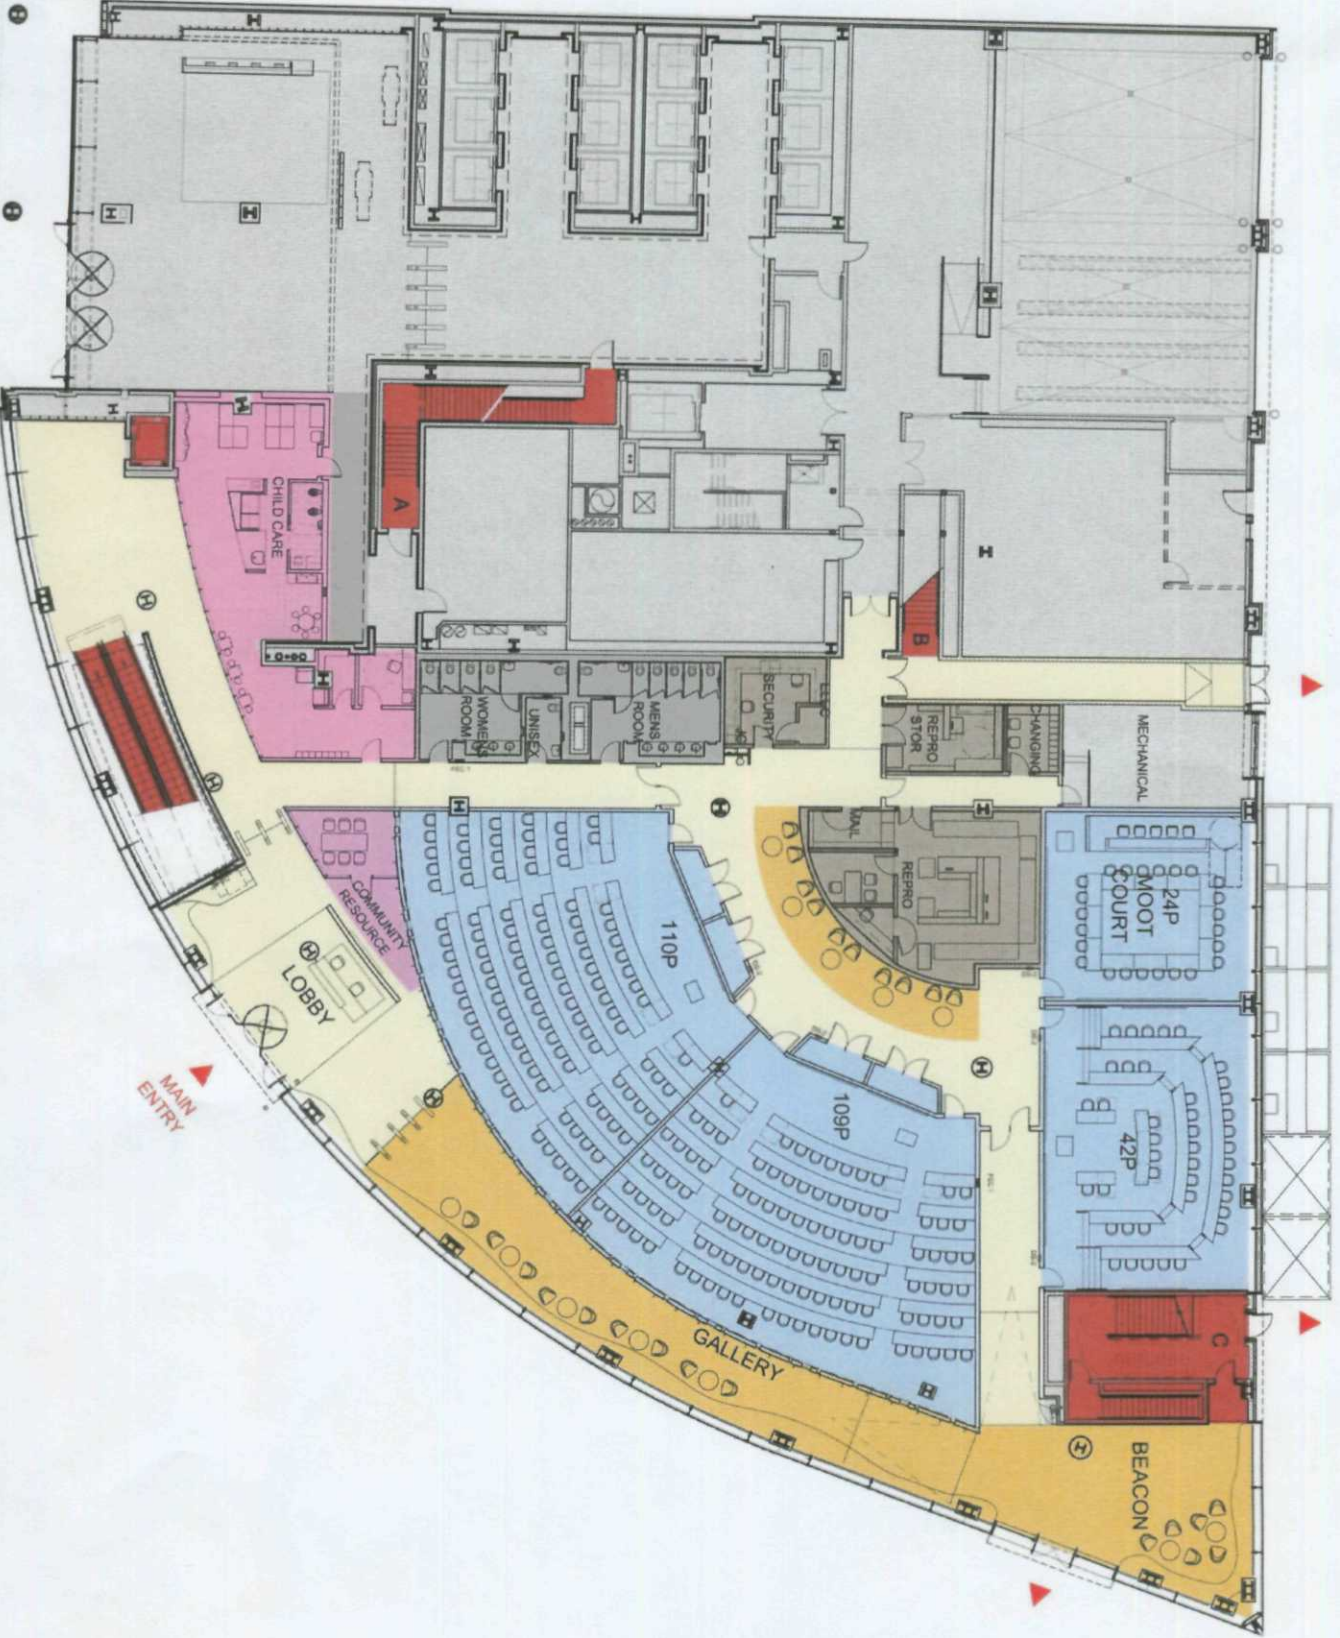 CHILD CARE
A
B
WOMENS
ROOM
UNISEX
MENS
ROOM
ELEC
SECURITY
JC
REPRO
STOR
CHANGING
MECHANICAL
MAIL
REPRO
COMMUNITY
RESOURCE
LOBBY
MAIN
ENTRY
110P
109P
24P
MOOT
COURT
42P
C
GALLERY
BEACON